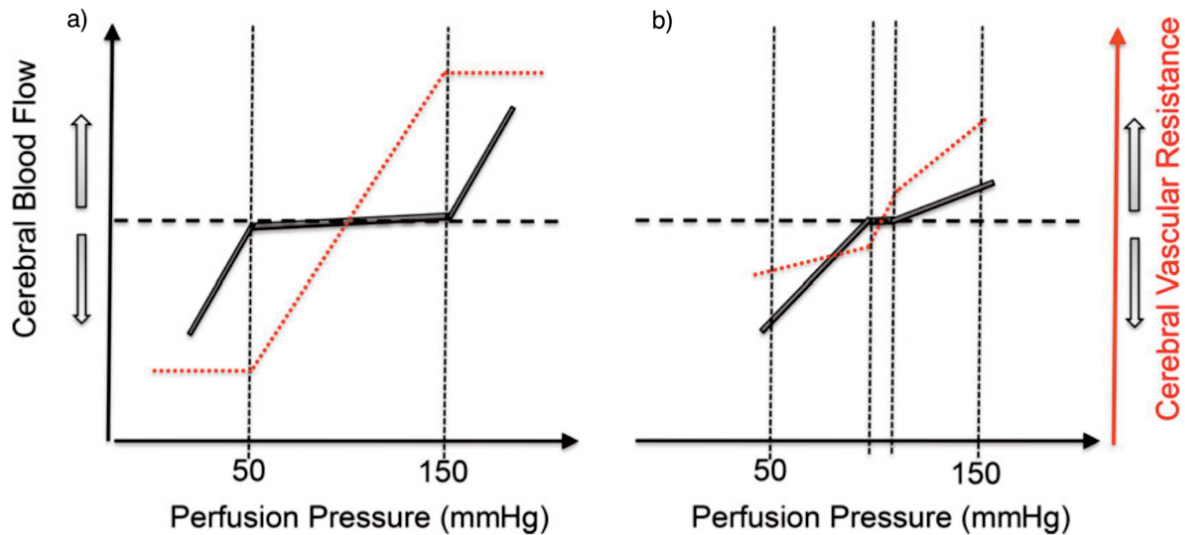 a)
Cerebral Blood Flow
50
150
Perfusion Pressure (mmHg)
b)
50
150
Perfusion Pressure (mmHg)
Cerebral Vascular Resistance